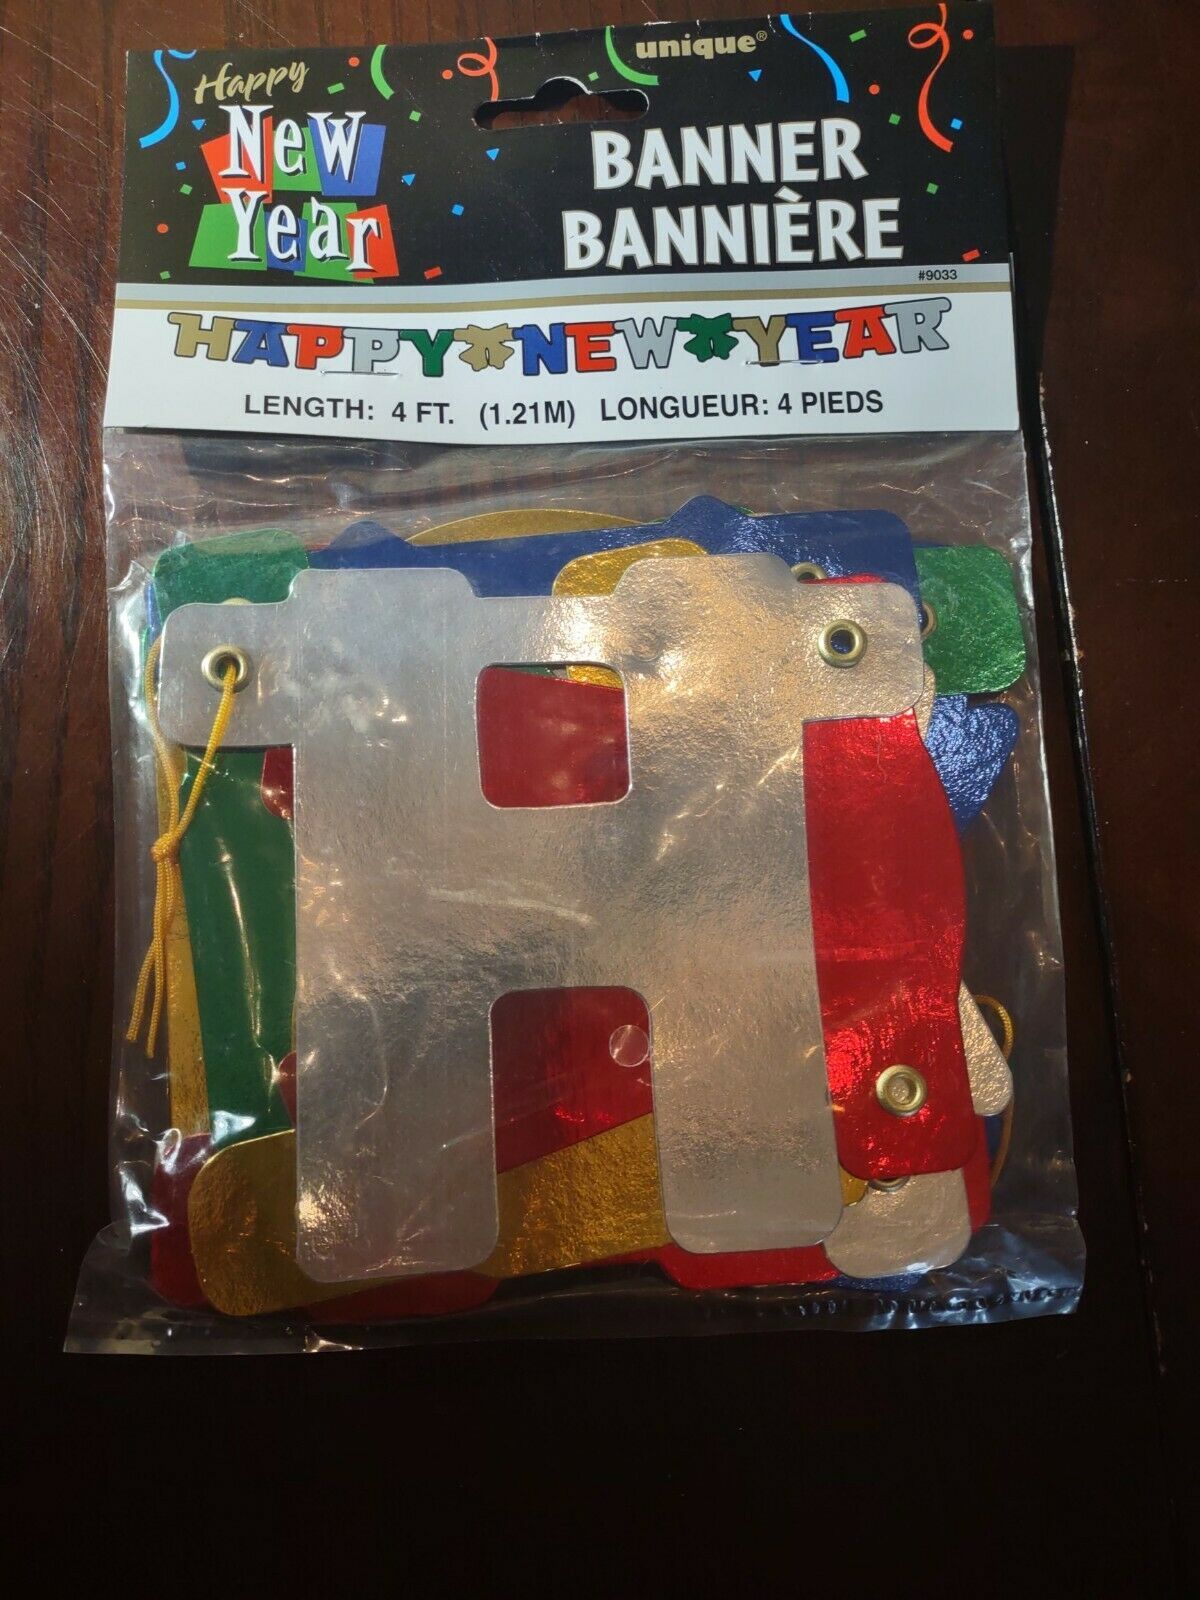 unique®
Happy
New
Year
BANNER
BANNIÈRE
#9033
HAPPY NEW YEAR
LENGTH: 4 FT. (1.21M) LONGUEUR: 4 PIEDS
H